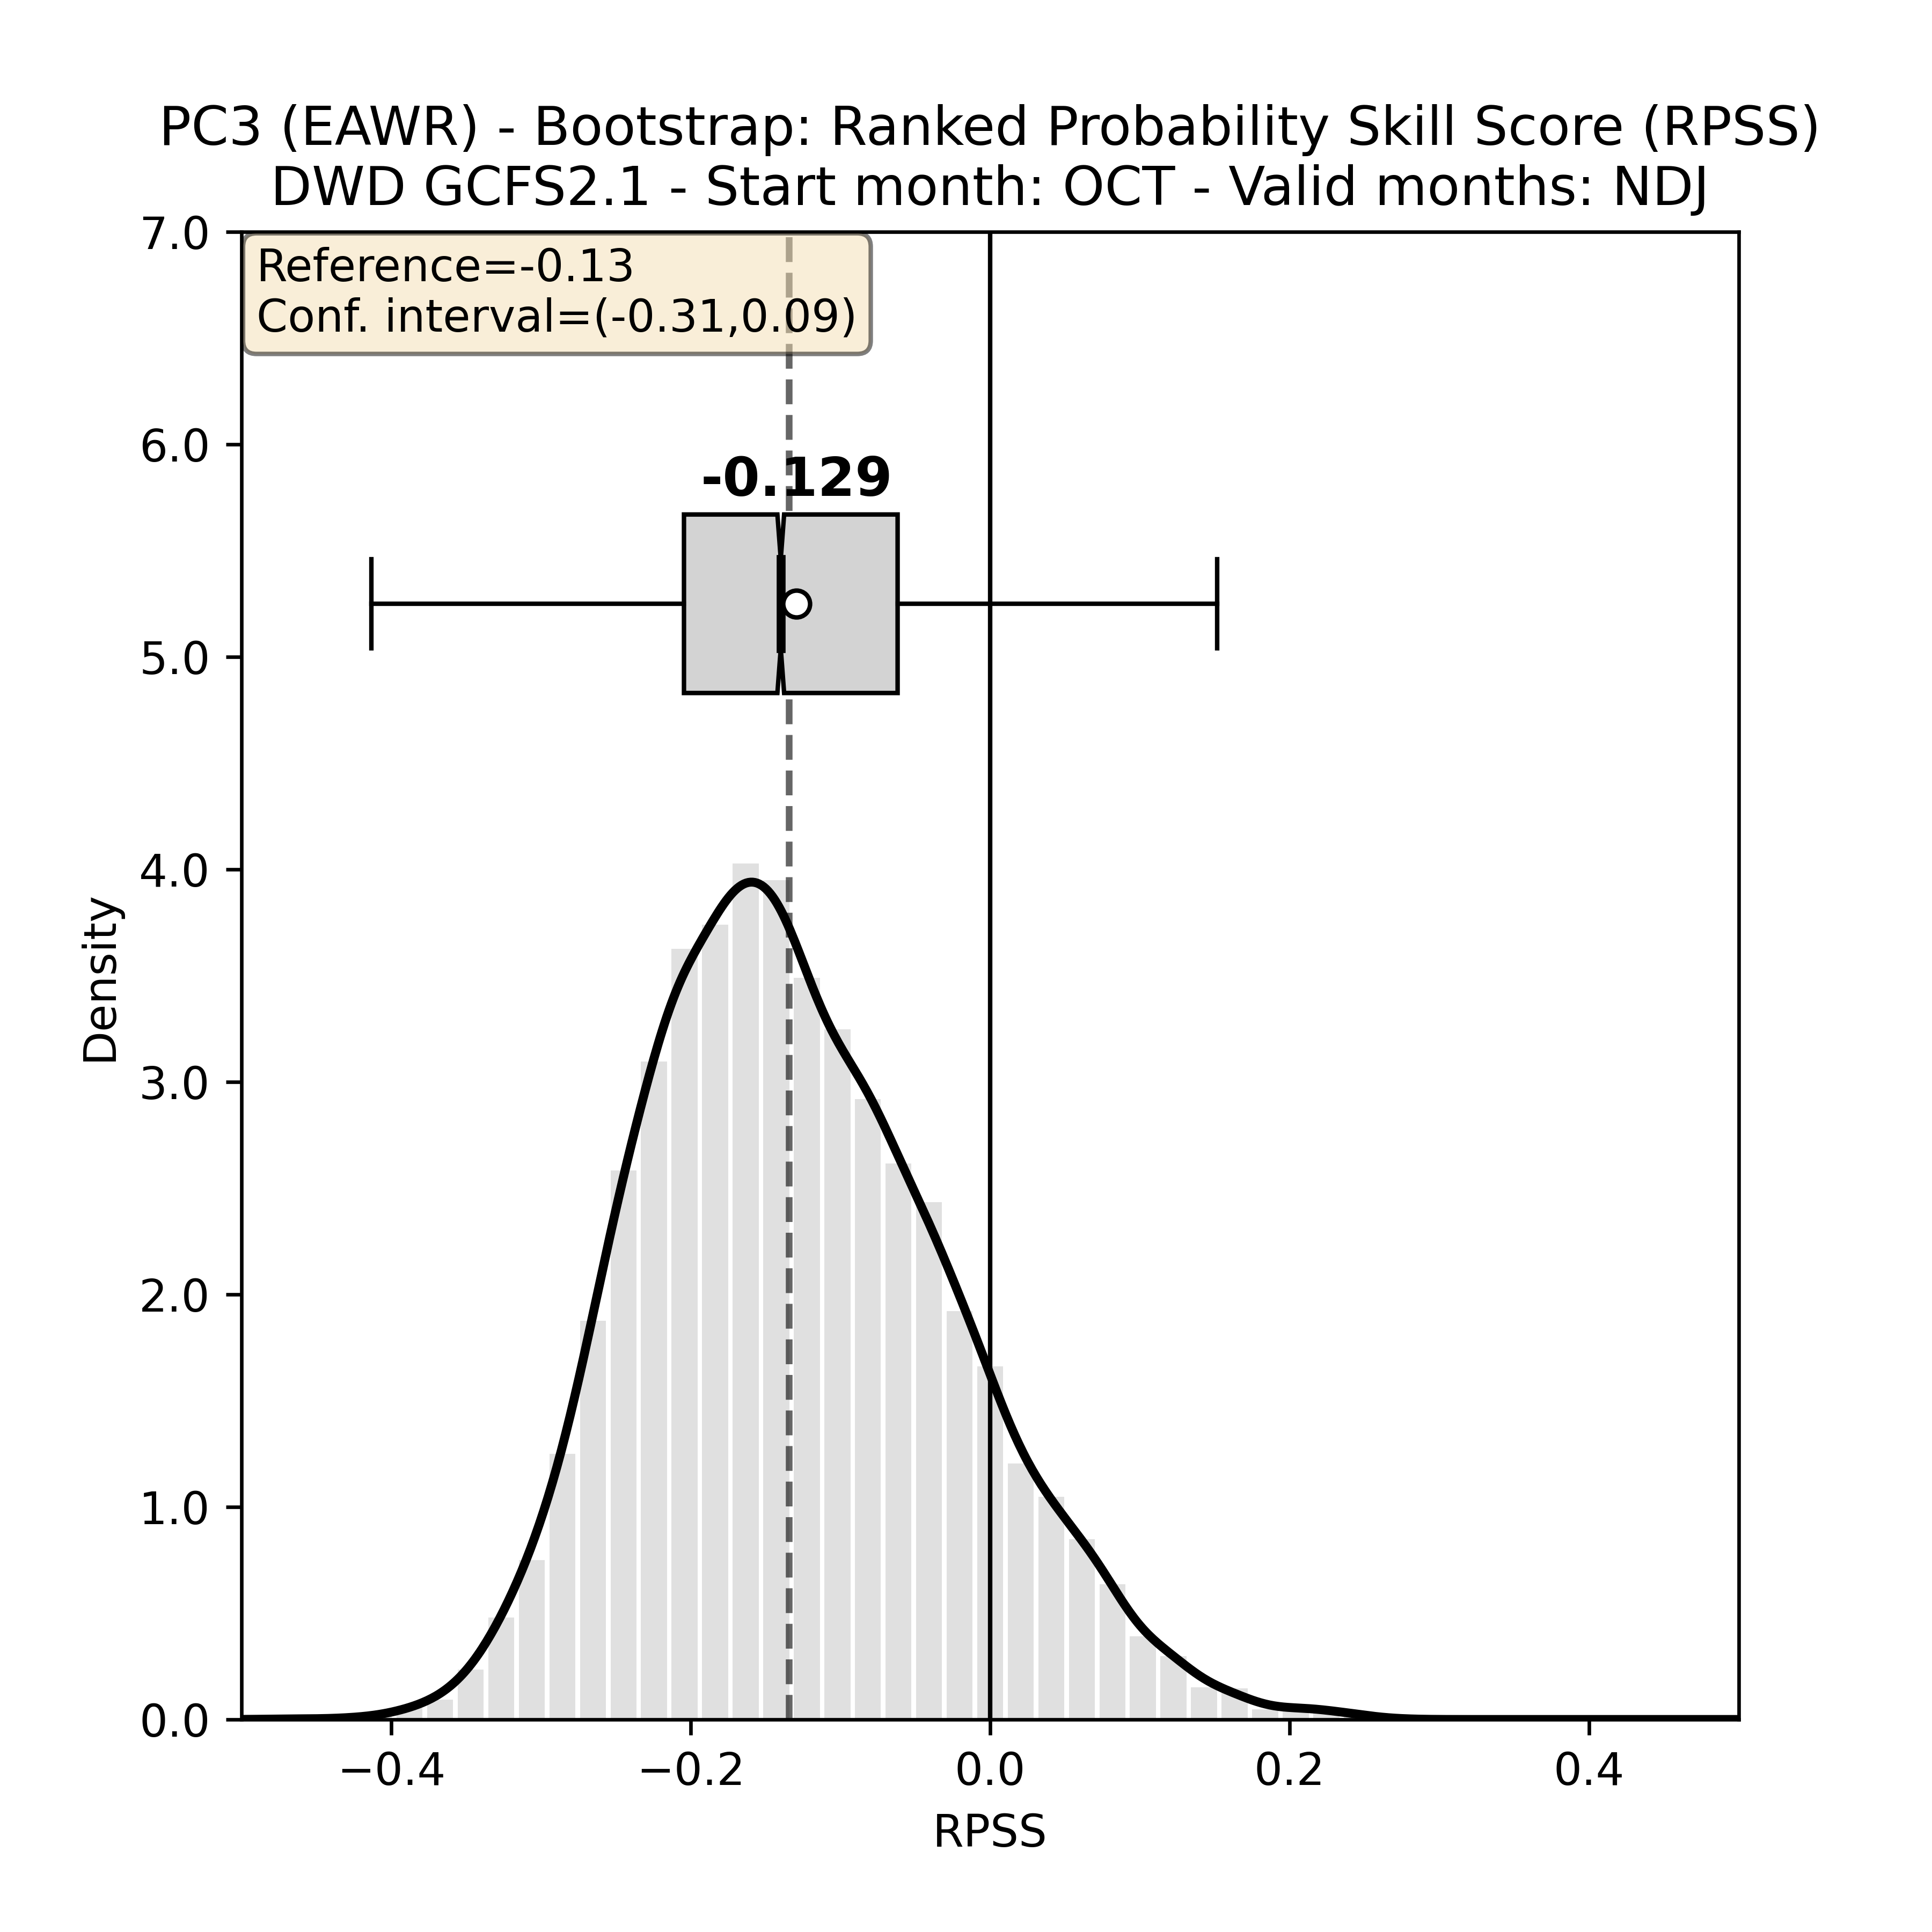 PC3 (EAWR) - Bootstrap: Ranked Probability Skill Score (RPSS)
DWD GCFS2.1 - Start month: OCT - Valid months: NDJ
Reference=-0.13
Conf. interval=(-0.31,0.09)
-0.129
7.0
6.0
5.0
4.0
3.0
2.0
1.0
0.0
Density
−0.4
−0.2
0.0
0.2
0.4
RPSS